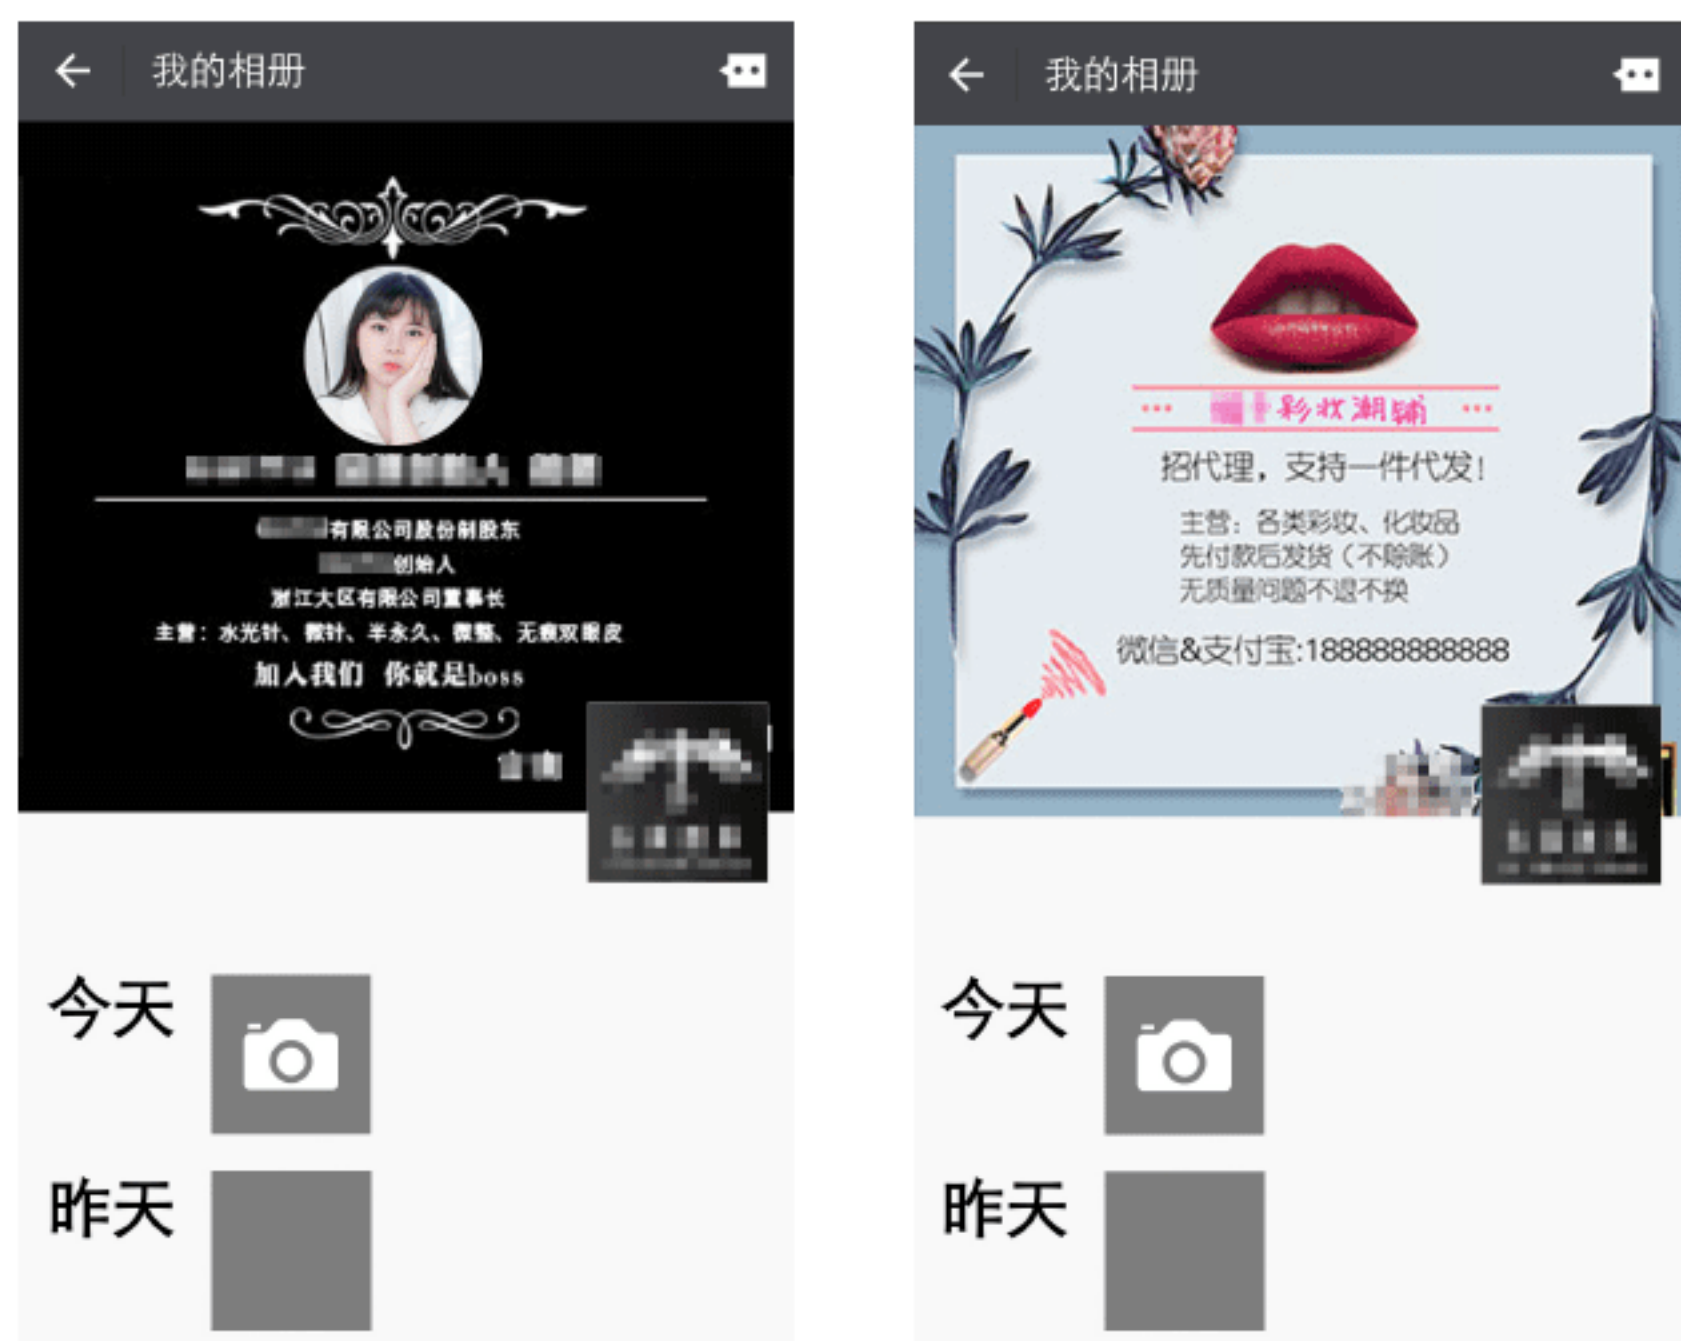 我的相册
有限公司股份制股东
创始人
浙江大区有限公司董事长
主营：水光针、微针、半永久、微整、无痕双眼皮
加入我们 你就是boss
今天
昨天
我的相册
彩妆潮铺
招代理，支持一件代发!
主营：各类彩妆、化妆品
先付款后发货（不赊账）
无质量问题不退不换
微信&支付宝:188888888888
今天
昨天